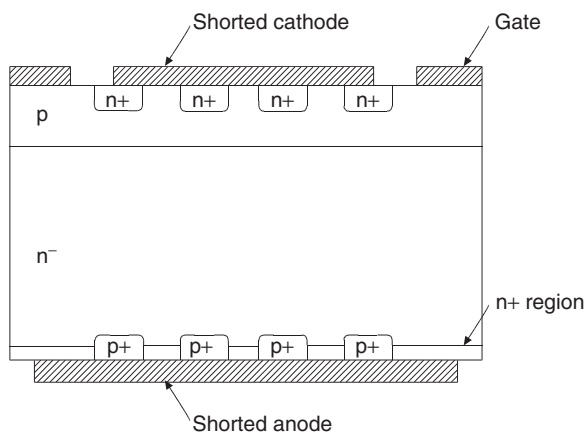 Shorted cathode
Gate
n+ n+ n+ n+
p
n⁻
n+ region
p+ p+ p+ p+
Shorted anode